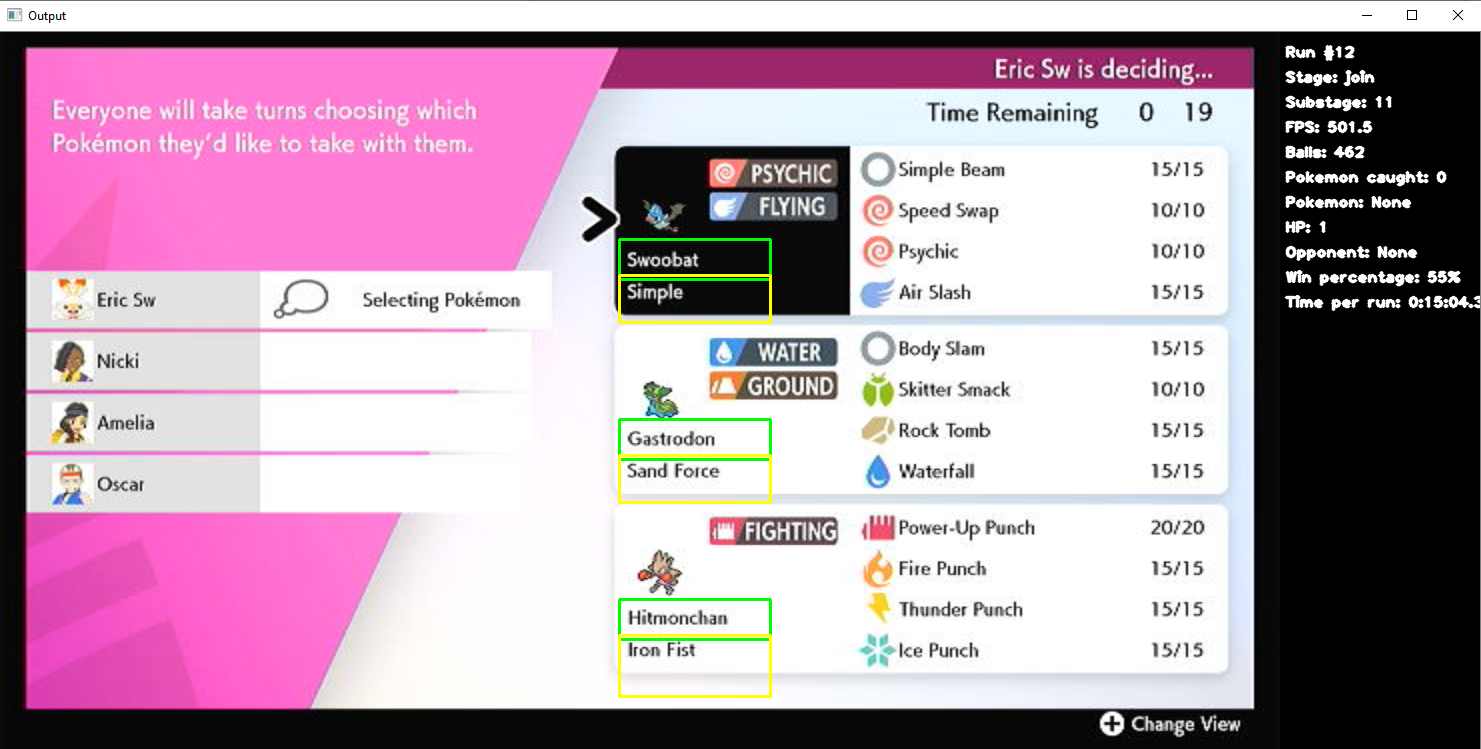 Output
Everyone will take turns choosing which
Pokémon they'd like to take with them.
Eric Sw
Selecting Pokémon
Nicki
Amelia
Oscar
Eric Sw is deciding...
Time Remaining 0 19
PSYCHIC
FLYING
Swoobat
Simple
Simple Beam 15/15
Speed Swap 10/10
Psychic 10/10
Air Slash 15/15
WATER
GROUND
Gastrodon
Sand Force
Body Slam 15/15
Skitter Smack 10/10
Rock Tomb 15/15
Waterfall 15/15
FIGHTING
Hitmonchan
Iron Fist
Power-Up Punch 20/20
Fire Punch 15/15
Thunder Punch 15/15
Ice Punch 15/15
Change View
Run #12
Stage: join
Substage: 11
FPS: 501.5
Balls: 462
Pokemon caught: 0
Pokemon: None
HP: 1
Opponent: None
Win percentage: 55%
Time per run: 0:15:04.3